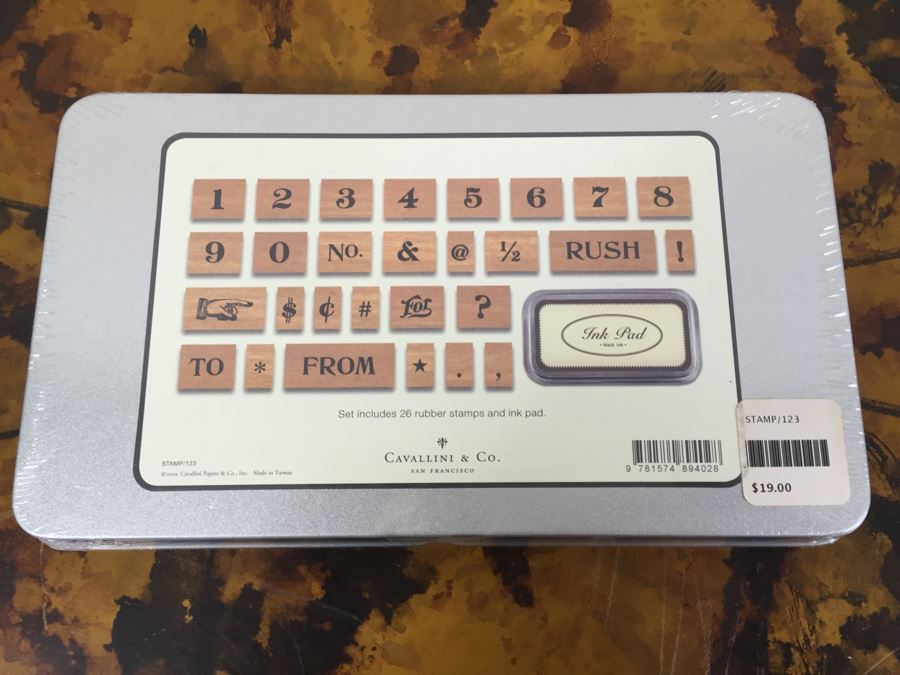 1 2 3 4 5 6 7 8
9 0 NO. & @ ½ RUSH !
$ ¢ # For ?
TO * FROM ★ . ,
Ink Pad
• black ink •
Set includes 26 rubber stamps and ink pad.
CAVALLINI & CO.
SAN FRANCISCO
STAMP/123
Cavallini Papers & Co., Inc. Made in Taiwan
9 781574 894028
STAMP/123
$19.00